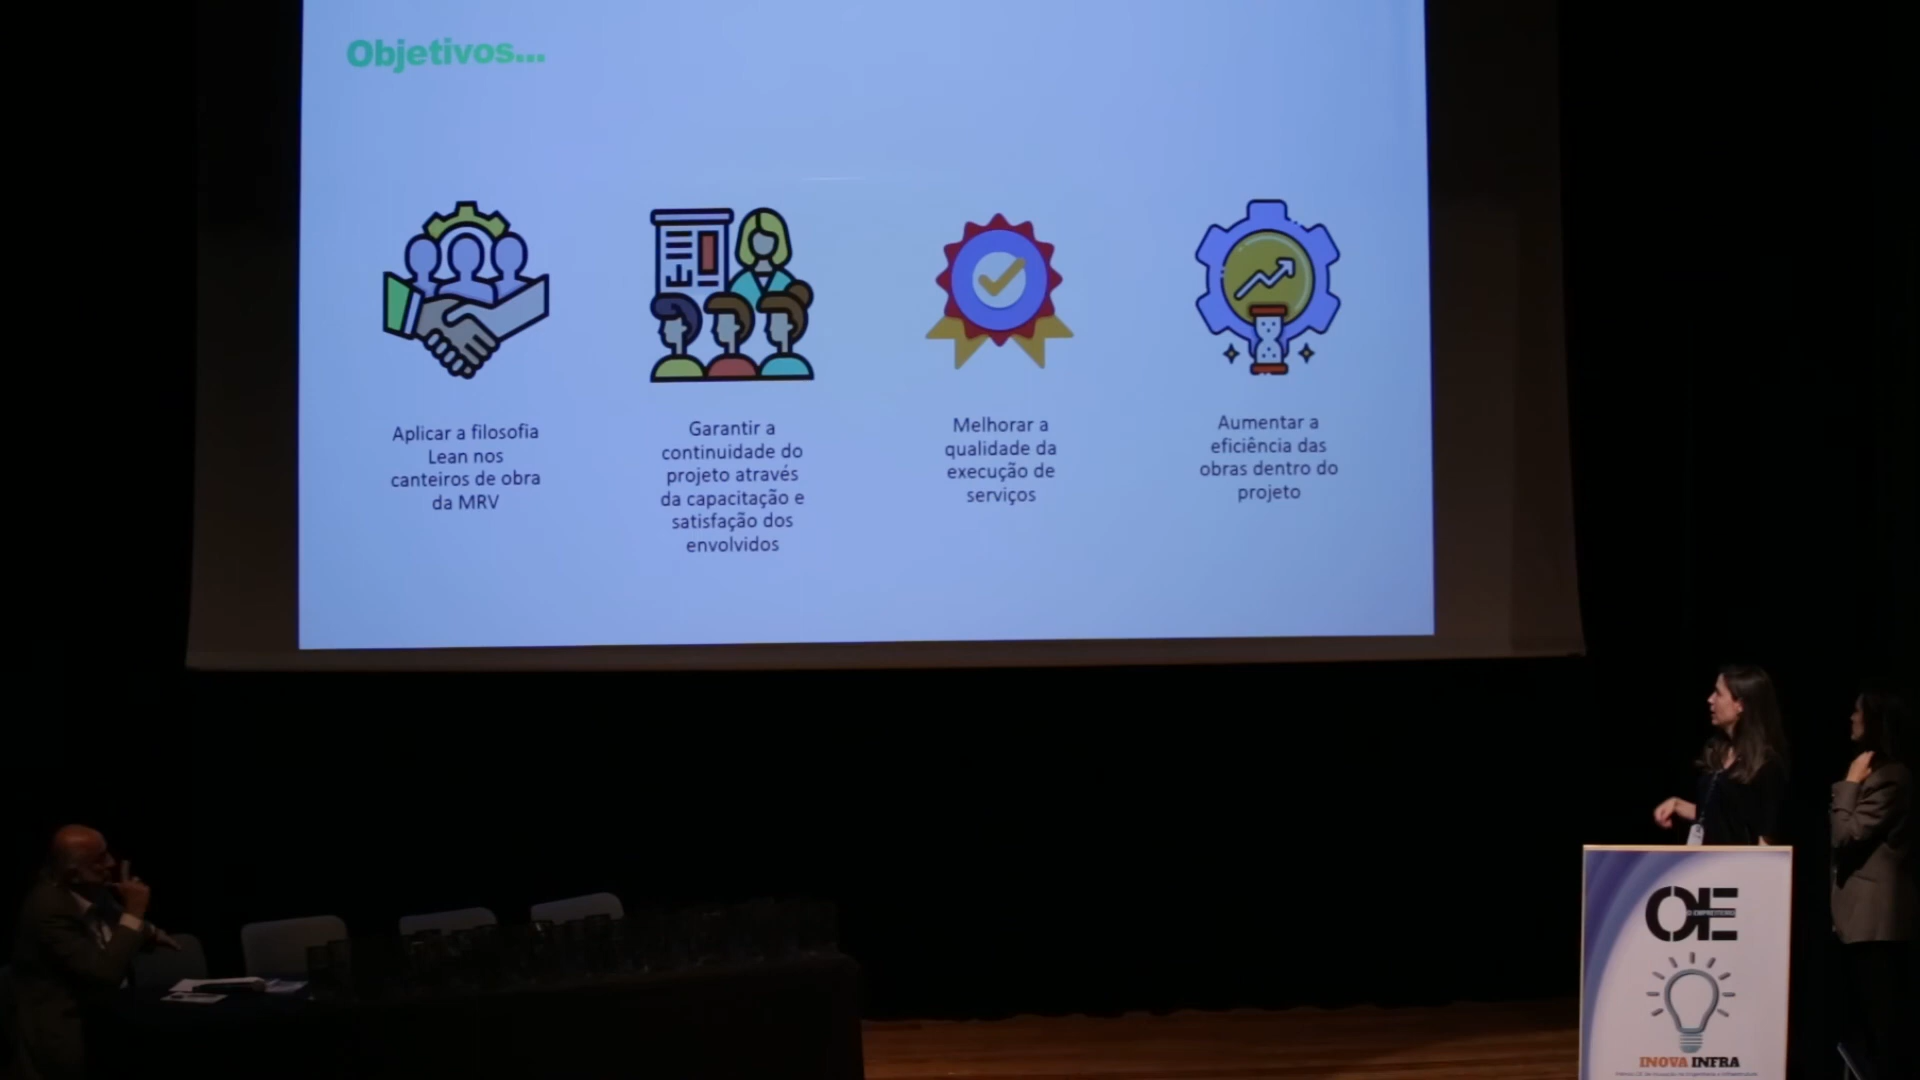 Objetivos...
Aplicar a filosofia
Lean nos
canteiros de obra
da MRV
Garantir a
continuidade do
projeto através
da capacitação e
satisfação dos
envolvidos
Melhorar a
qualidade da
execução de
serviços
Aumentar a
eficiência das
obras dentro do
projeto
OE
O EMPREITEIRO
INOVA INFRA